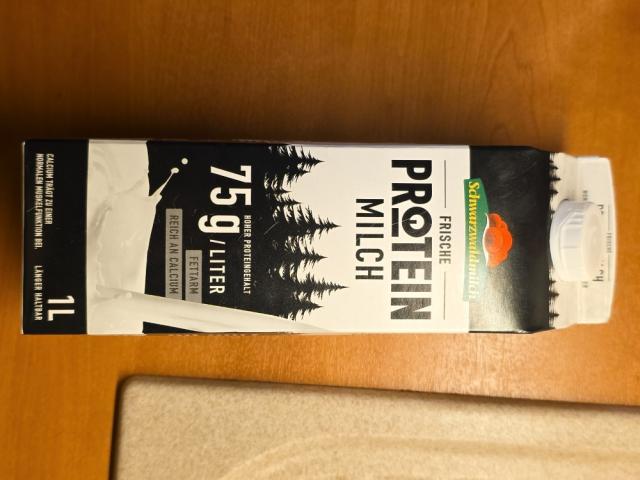 Schwarzwaldmilch
FRISCHE
PROTEIN
MILCH
HOHER PROTEINGEHALT
75g/LITER
FETTARM
REICH AN CALCIUM
CALCIUM TRÄGT ZU EINER
NORMALEN MUSKELFUNKTION BEI.
1L
LÄNGER HALTBAR